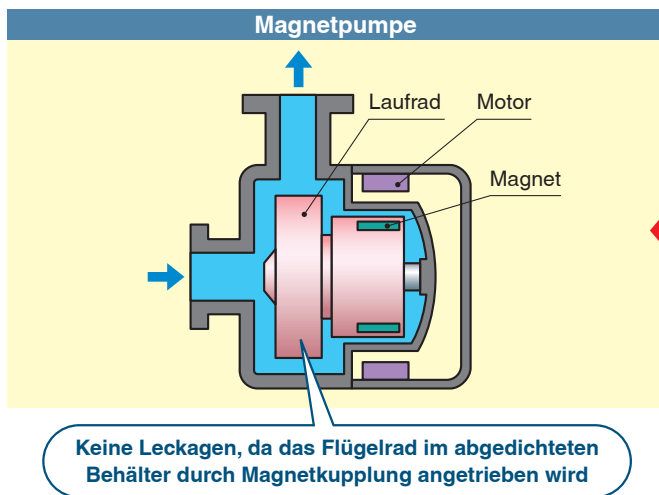 Magnetpumpe
Laufrad
Motor
Magnet
Keine Leckagen, da das Flügelrad im abgedichteten
Behälter durch Magnetkupplung angetrieben wird